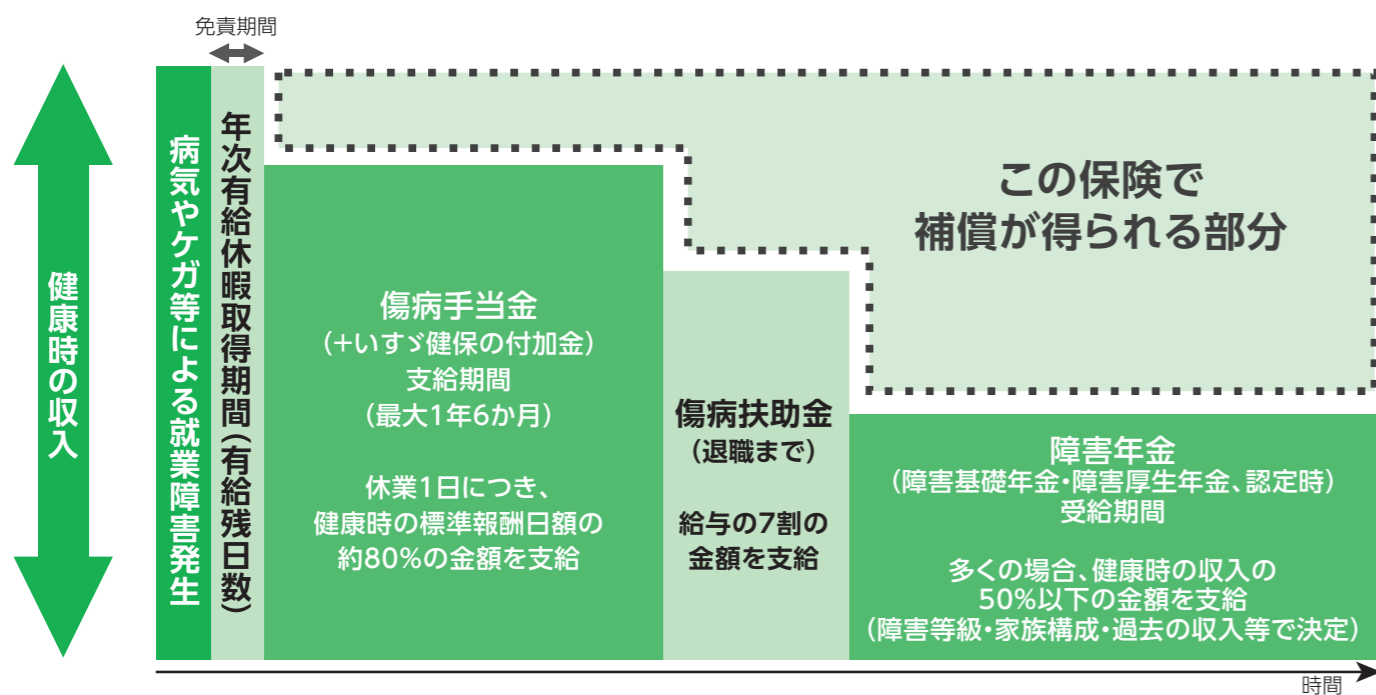 免責期間
健康時の収入
病気やケガ等による就業障害発生
年次有給休暇取得期間(有給残日数)
傷病手当金
(+いすゞ健保の付加金)
支給期間
(最大1年6か月)
休業1日につき、
健康時の標準報酬日額の
約80%の金額を支給
傷病扶助金
(退職まで)
給与の7割の
金額を支給
この保険で
補償が得られる部分
障害年金
(障害基礎年金・障害厚生年金、認定時)
受給期間
多くの場合、健康時の収入の
50%以下の金額を支給
(障害等級・家族構成・過去の収入等で決定)
時間